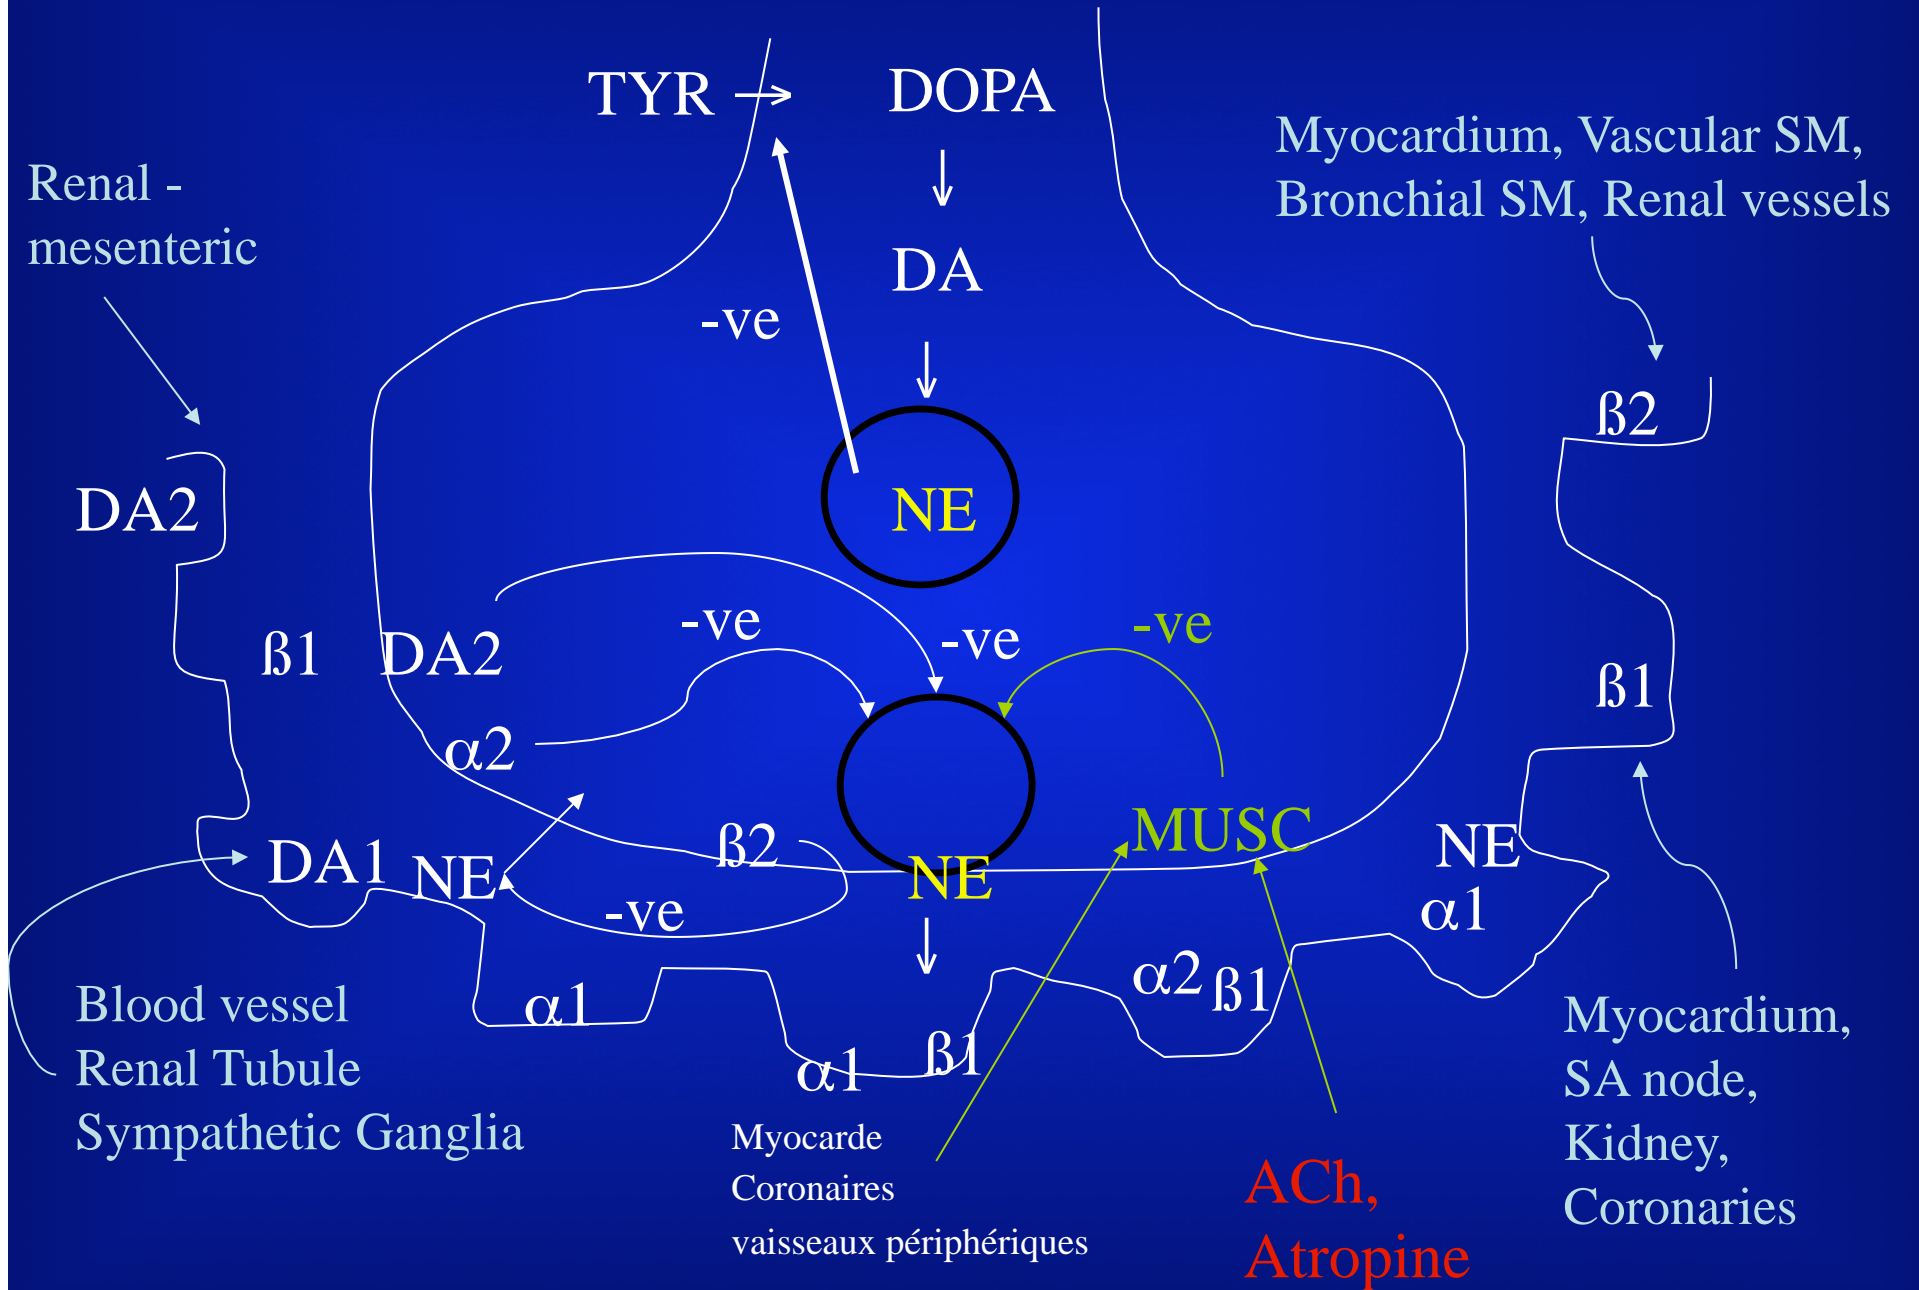 TYR
DOPA
Myocardium, Vascular SM,
Bronchial SM, Renal vessels
Renal -
mesenteric
DA
-ve
ß2
DA2
NE
-ve
-ve
-ve
ß1
DA2
ß1
α2
MUSC
ß2
NE
DA1
NE
NE
-ve
α1
α2
ß1
α1
α1
ß1
Blood vessel
Renal Tubule
Sympathetic Ganglia
Myocardium,
SA node,
Kidney,
Coronaries
Myocarde
Coronaires
vaisseaux périphériques
ACh,
Atropine